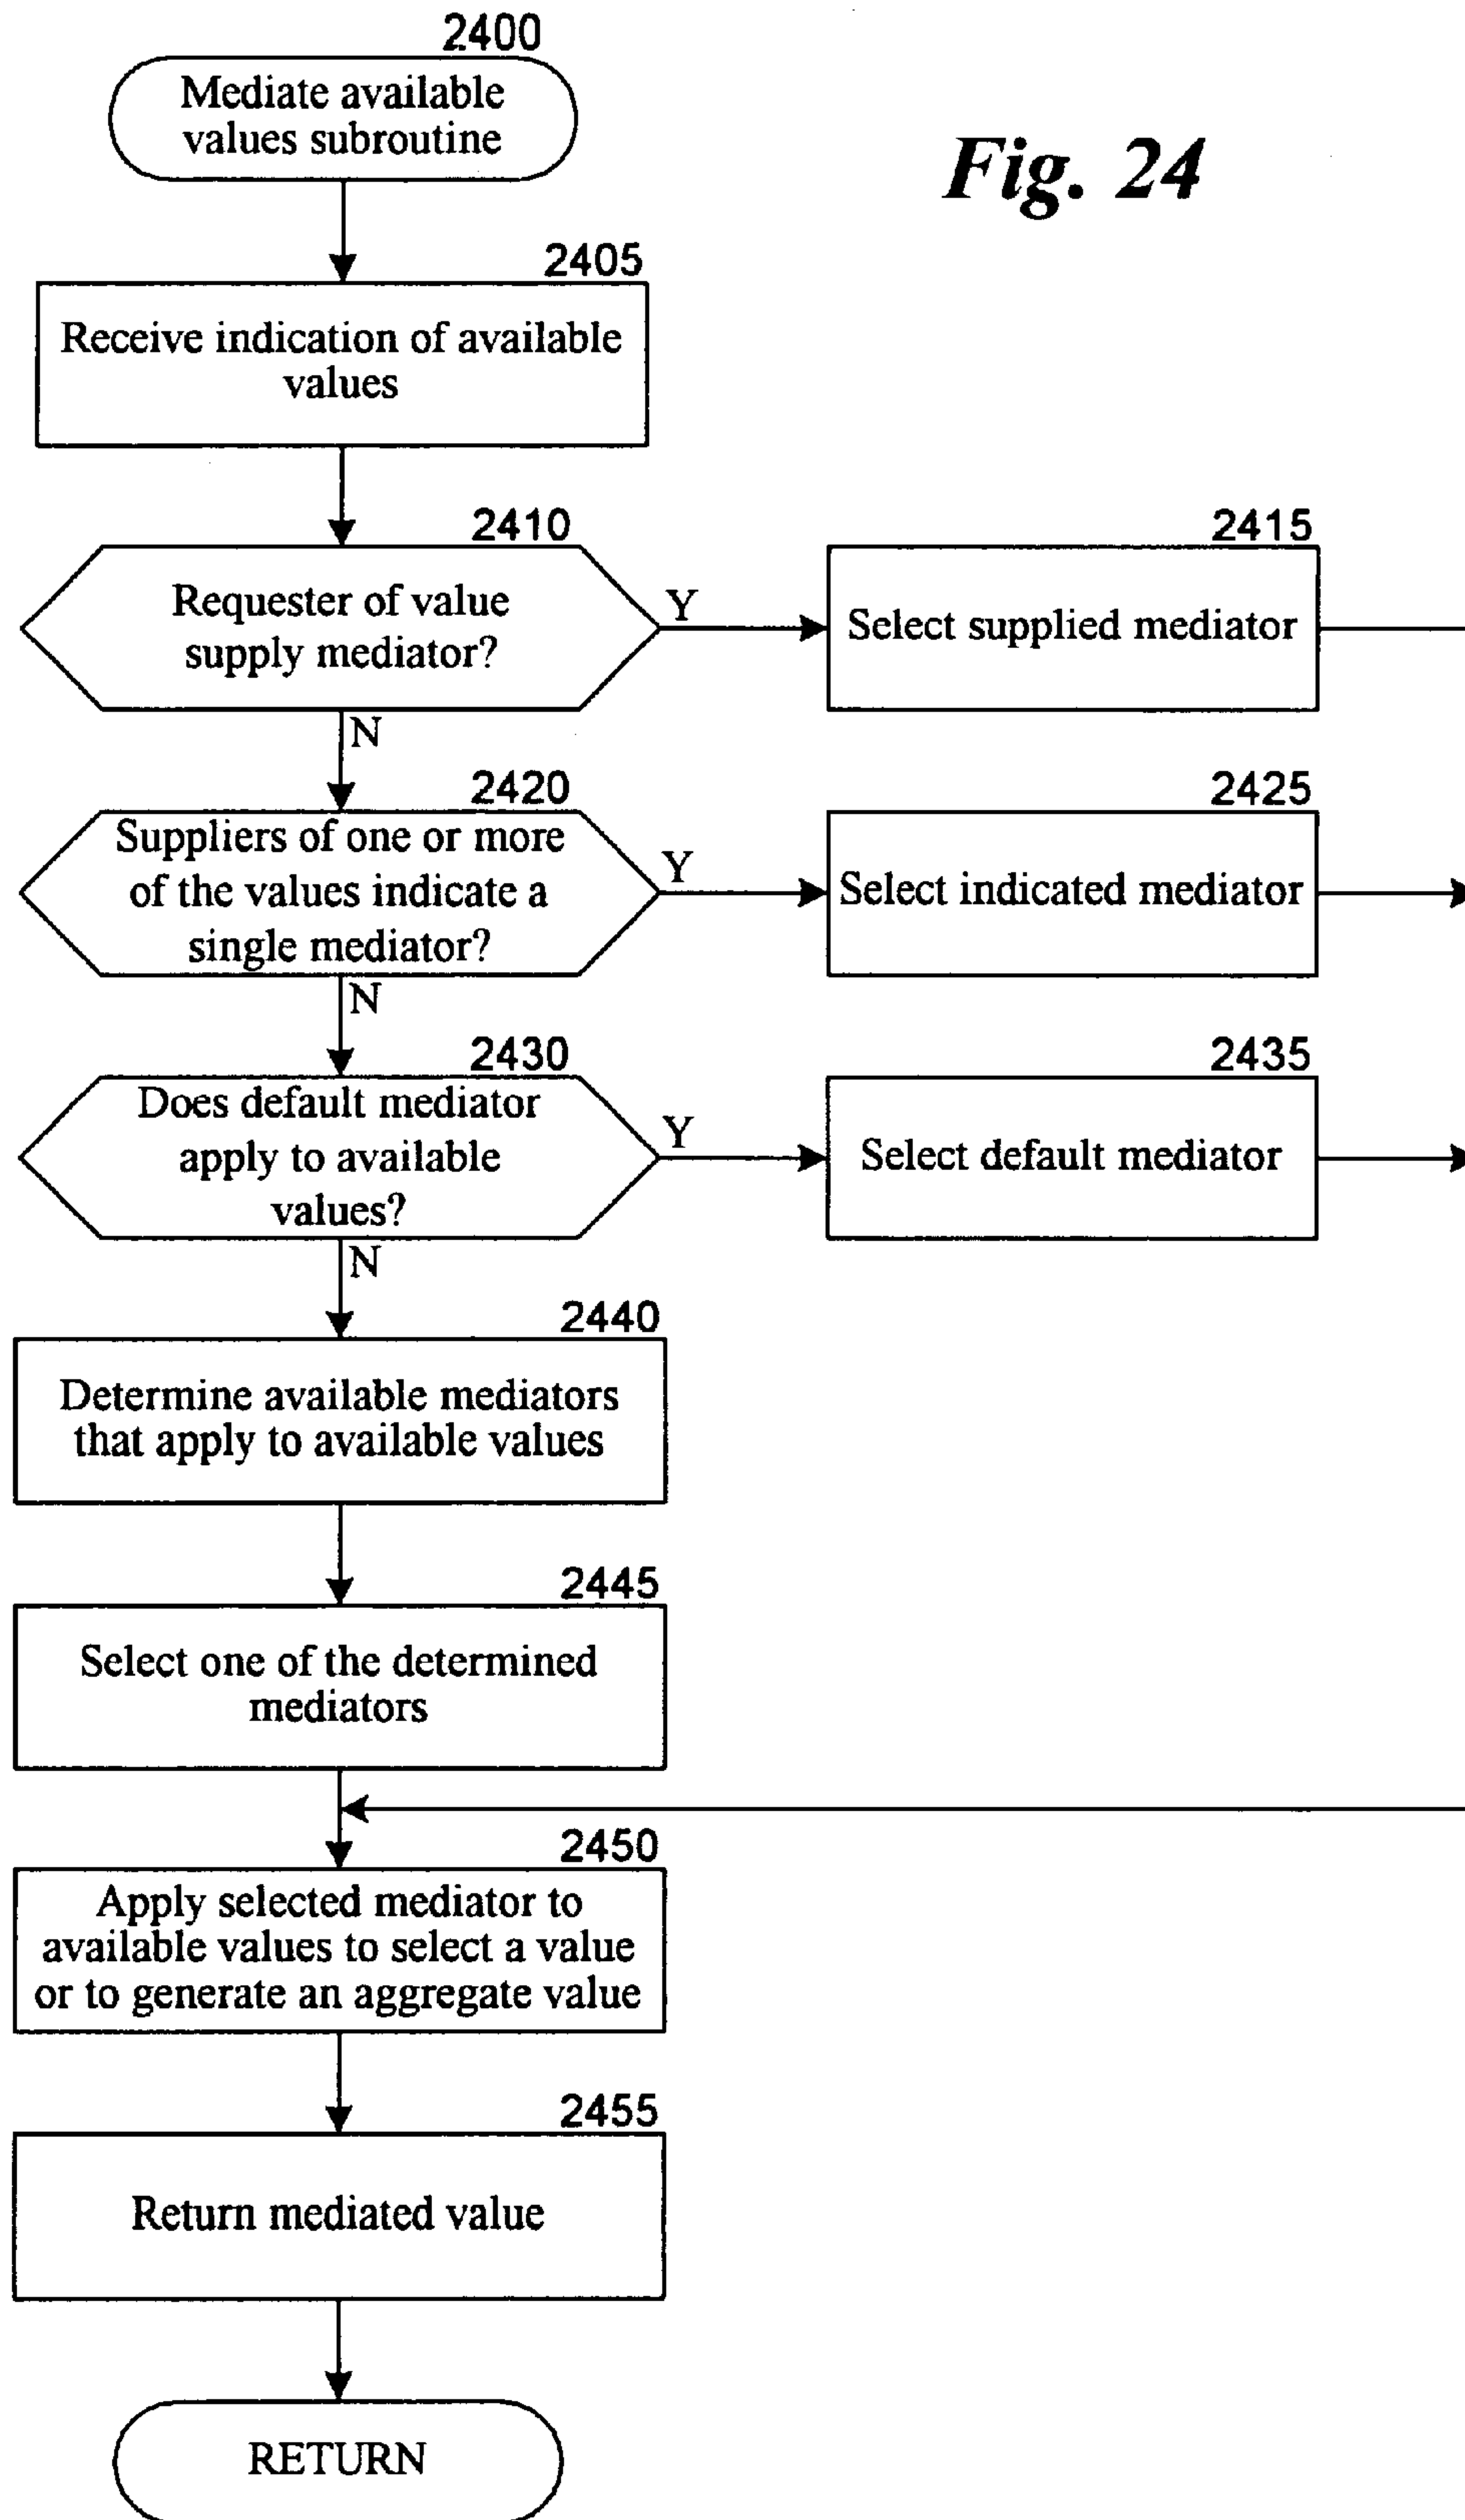 2400
Mediate available
values subroutine
Fig. 24
2405
Receive indication of available
values
2410
Requester of value
supply mediator?
Y
2415
Select supplied mediator
N
2420
Suppliers of one or more
of the values indicate a
single mediator?
Y
2425
Select indicated mediator
N
2430
Does default mediator
apply to available
values?
Y
2435
Select default mediator
N
2440
Determine available mediators
that apply to available values
2445
Select one of the determined
mediators
2450
Apply selected mediator to
available values to select a value
or to generate an aggregate value
2455
Return mediated value
RETURN